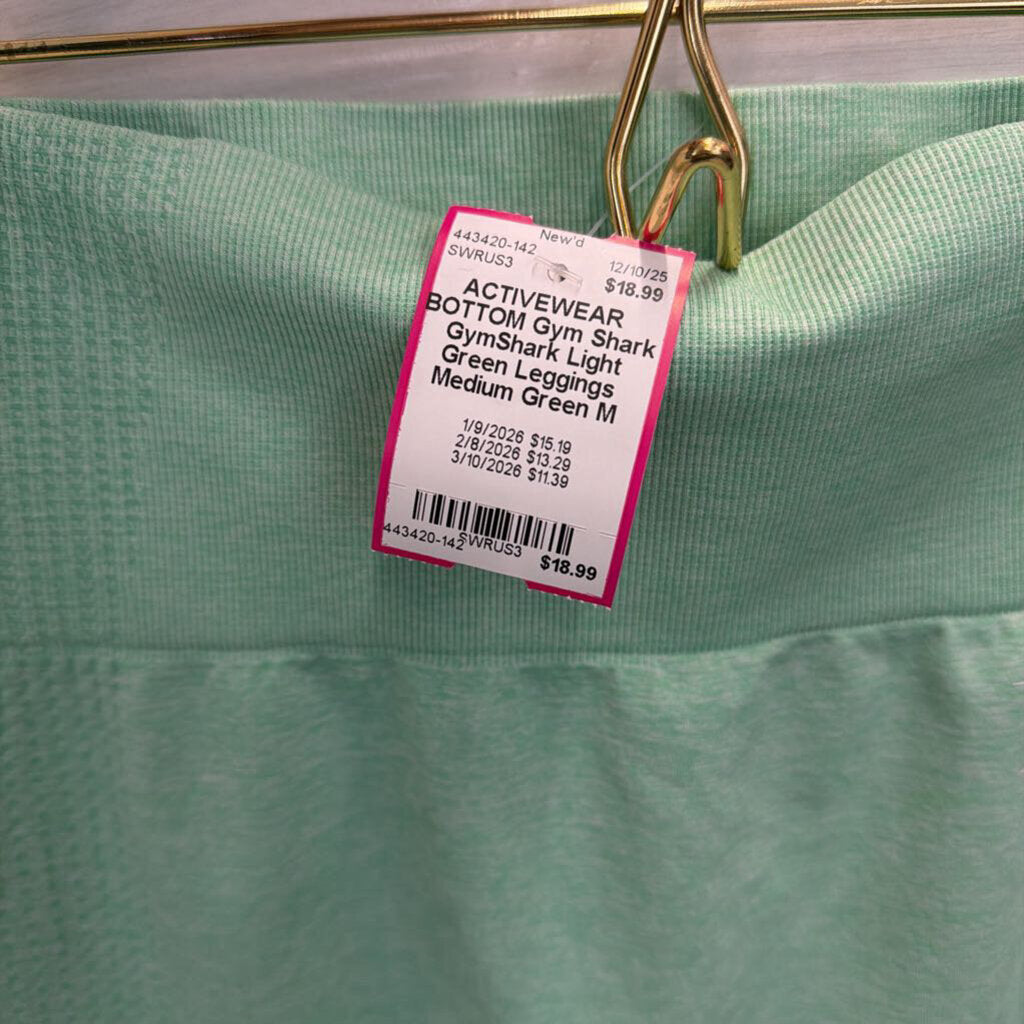 New'd
443420-142
SWRUS3
12/10/25
$18.99
ACTIVEWEAR
BOTTOM Gym Shark
GymShark Light
Green Leggings
Medium Green M
1/9/2026 $15.19
2/8/2026 $13.29
3/10/2026 $11.39
443420-142 SWRUS3
$18.99